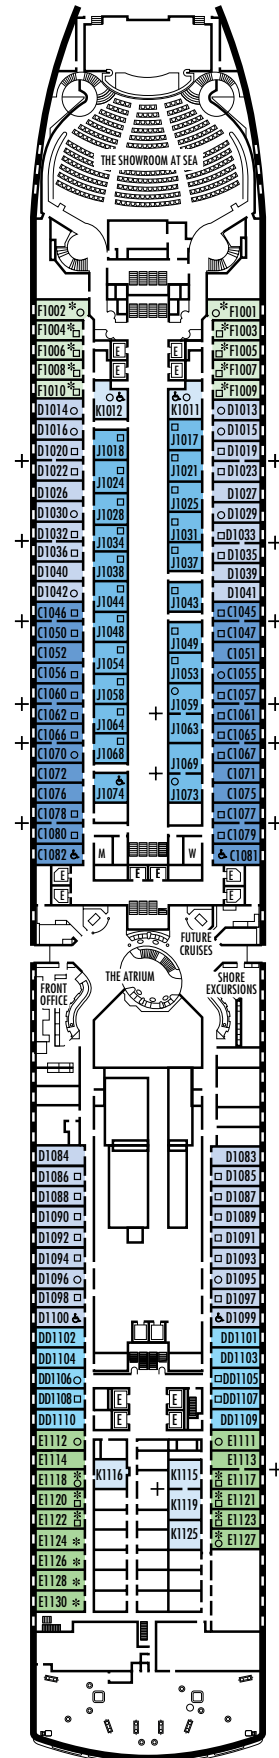 THE SHOWROOM AT SEA
E E
E E
F1002 F1001
F1004 F1003
F1006 F1005
F1008 F1007
F1010 F1009
K1012 K1011
D1014 D1013
D1016 D1015
J1018 J1017
D1020 D1019
D1022 J1021 D1023
J1024
D1026 J1025 D1027
J1028
D1030 D1029
D1032 J1031 D1033
J1034
D1036 J1037 D1035
J1038
D1040 D1039
D1042 J1044 J1043 D1041
C1046 C1045
C1050 J1048 J1049 C1047
C1052 C1051
J1054 J1053
C1056 C1055
C1060 J1058 J1059 C1057
C1062 J1064 J1063 C1061
C1066 C1065
C1070 J1068 J1069 C1067
C1072 C1071
C1076 J1074 J1073 C1075
C1078 C1077
C1080 C1079
C1082 M W C1081
E E E E
E E
FUTURE
CRUISES
THE ATRIUM
FRONT
OFFICE
SHORE
EXCURSIONS
D1084 D1083
D1086 D1085
D1088 D1087
D1090 D1089
D1092 D1091
D1094 D1093
D1096 D1095
D1098 D1097
D1100 D1099
DD1102 DD1101
DD1104 DD1103
DD1106 DD1105
E E
DD1108 DD1107
DD1110 E E DD1109
E1112 E1111
E1114 E1113
E1118 K1116 K1115 E1117
E1120 K1119 E1121
E1122 E1123
E1124 K1125 E1127
E1126
E1128
E1130